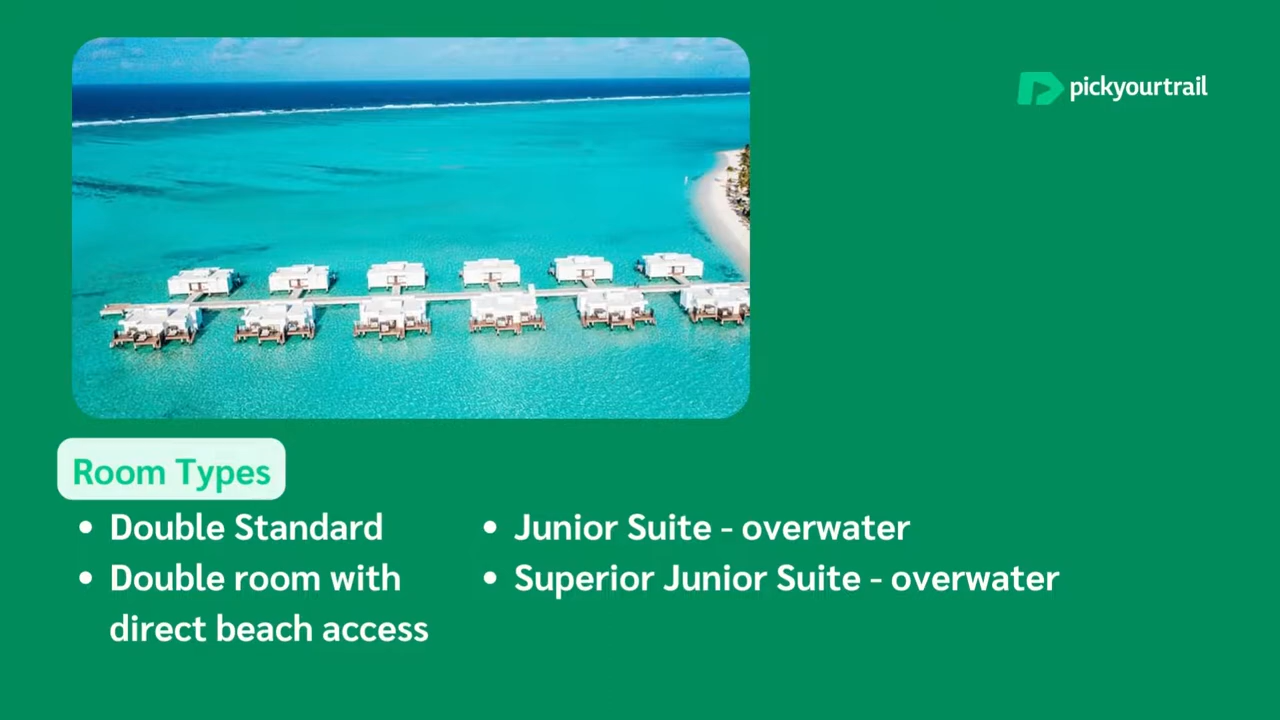 pickyourtrail
Room Types
• Double Standard
• Double room with
direct beach access
• Junior Suite - overwater
• Superior Junior Suite - overwater